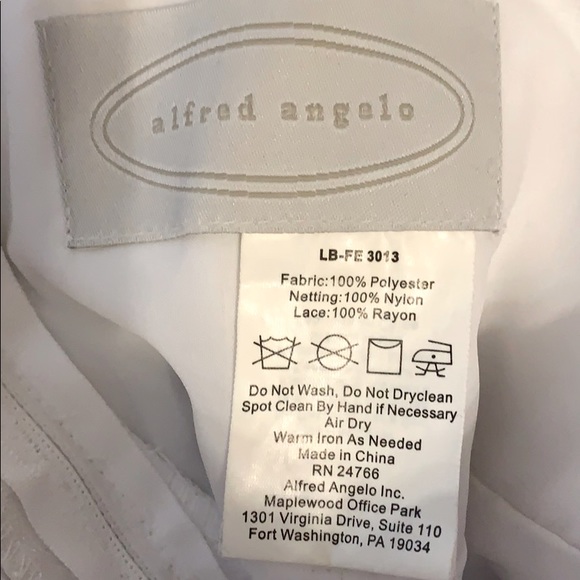 alfred angelo
LB-FE 3013
Fabric:100% Polyester
Netting:100% Nylon
Lace:100% Rayon
Do Not Wash, Do Not Dryclean
Spot Clean By Hand if Necessary
Air Dry
Warm Iron As Needed
Made in China
RN 24766
Alfred Angelo Inc.
Maplewood Office Park
1301 Virginia Drive, Suite 110
Fort Washington, PA 19034